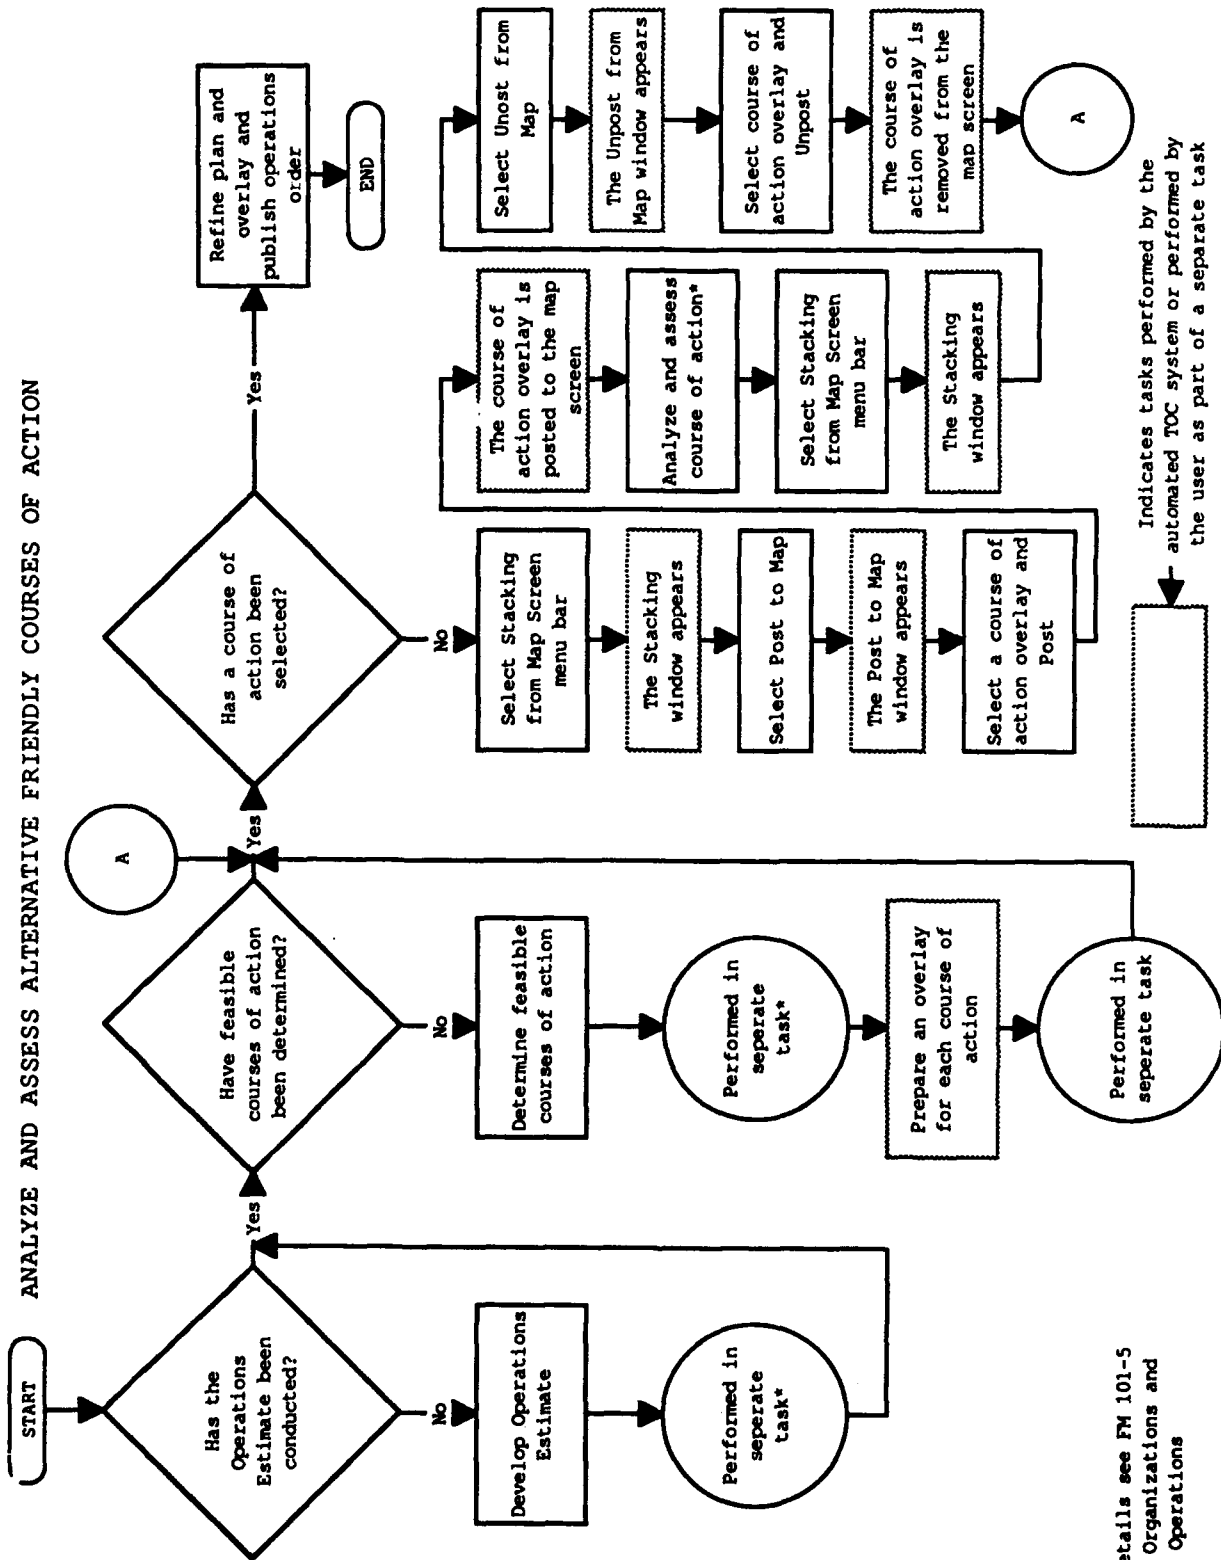 ANALYZE AND ASSESS ALTERNATIVE FRIENDLY COURSES OF ACTION
START
Has the
Operations
Estimate been
conducted?
No
Yes
Develop Operations
Estimate
Performed in
seperate
task*
Have feasible
courses of action
been determined?
No
Yes
Determine feasible
courses of action
Performed in
seperate
task*
Prepare an overlay
for each course of
action
Performed in
seperate task
A
Has a course of
action been
selected?
No
Yes
Select Stacking
from Map Screen
menu bar
The Stacking
window appears
Select Post to Map
The Post to Map
window appears
Select a course of
action overlay and
Post
The course of
action overlay is
posted to the map
screen
Analyze and assess
course of action*
Select Stacking
from Map Screen
menu bar
The Stacking
window appears
Refine plan and
overlay and
publish operations
order
END
Select Unost from
Map
The Unpost from
Map window appears
Select course of
action overlay and
Unpost
The course of
action overlay is
removed from the
map screen
A
Indicates tasks performed by the
automated TOC system or performed by
the user as part of a separate task
see FM 101-5
Organizations and
Operations